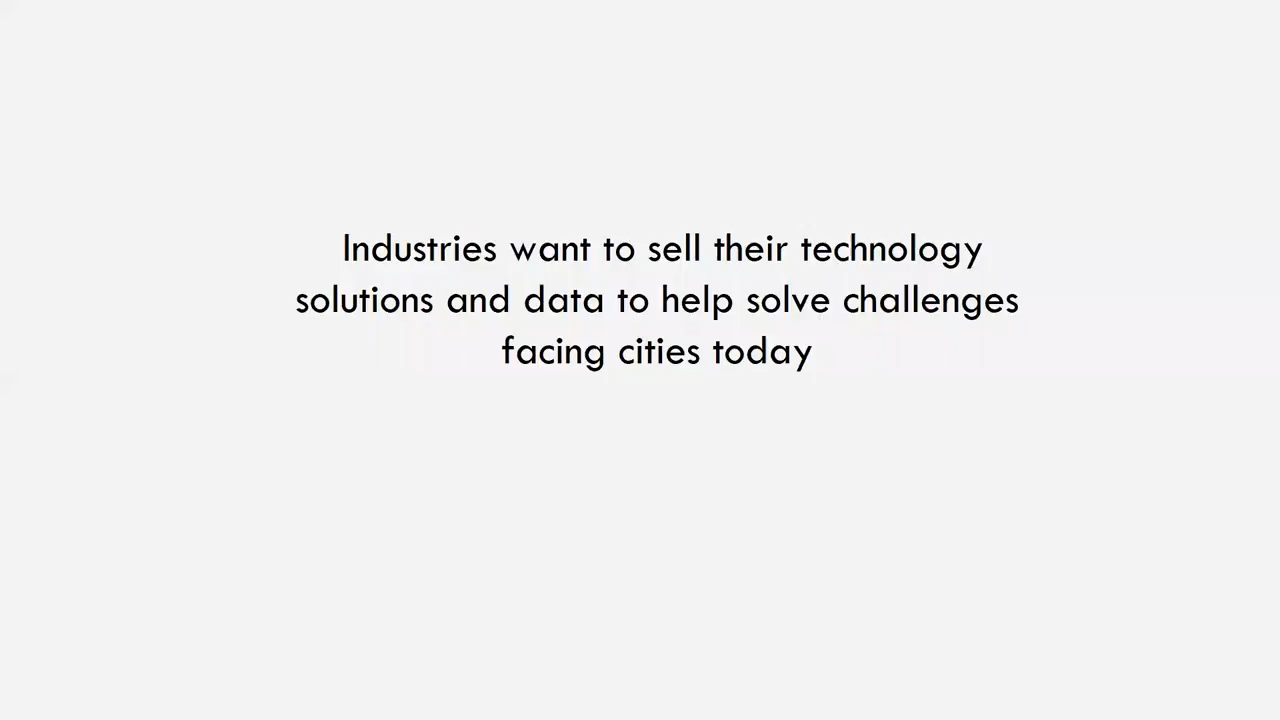 Industries want to sell their technology
solutions and data to help solve challenges
facing cities today